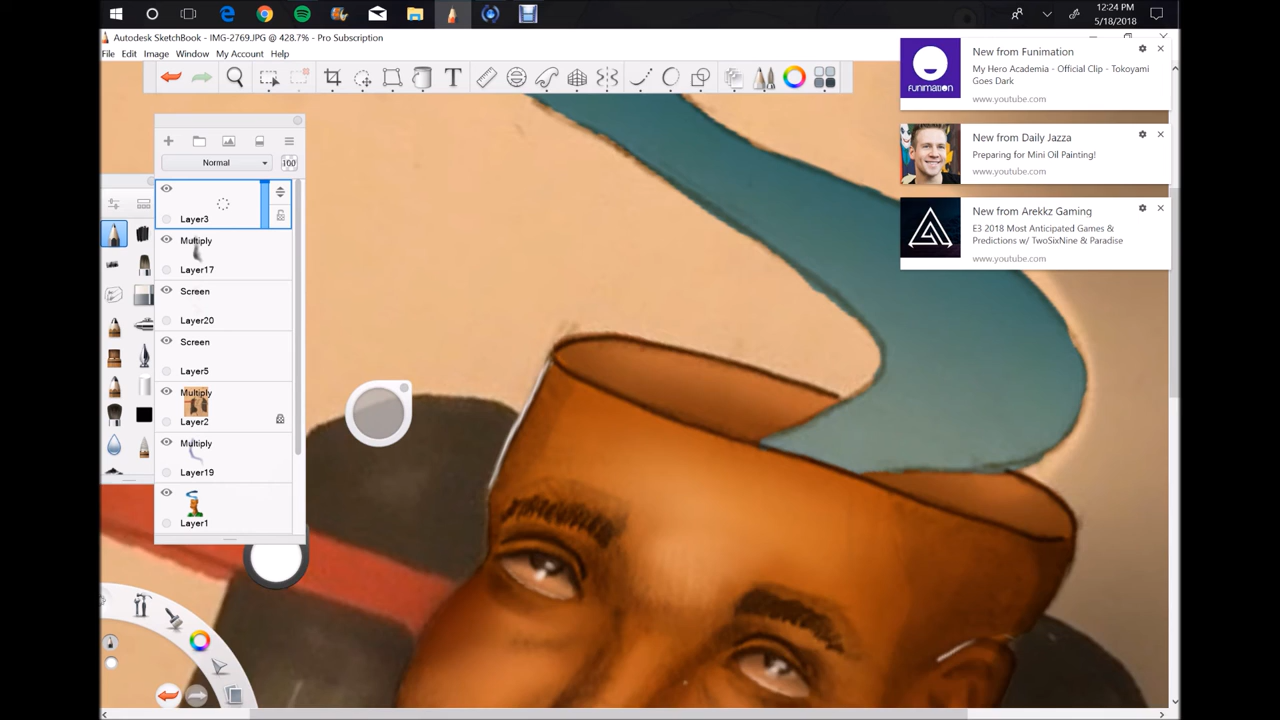 12:24 PM
5/18/2018
Autodesk SketchBook - IMG-2769.JPG @ 428.7% - Pro Subscription
File Edit Image Window My Account Help
T
New from Funimation
My Hero Academia - Official Clip - Tokoyami
Goes Dark
www.youtube.com
FUNIMATION
New from Daily Jazza
Preparing for Mini Oil Painting!
www.youtube.com
New from Arekkz Gaming
E3 2018 Most Anticipated Games &
Predictions w/ TwoSixNine & Paradise
www.youtube.com
Normal 100
Layer3
Multiply
Layer17
Screen
Layer20
Screen
Layer5
Multiply
Layer2
Multiply
Layer19
Layer1